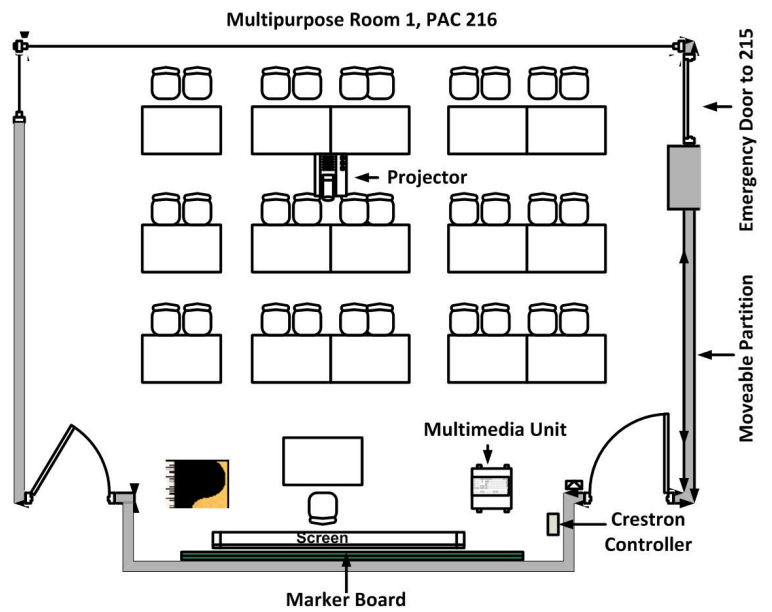 Multipurpose Room 1, PAC 216
Emergency Door to 215
Projector
Moveable Partition
Multimedia Unit
Crestron
Controller
Screen
Marker Board